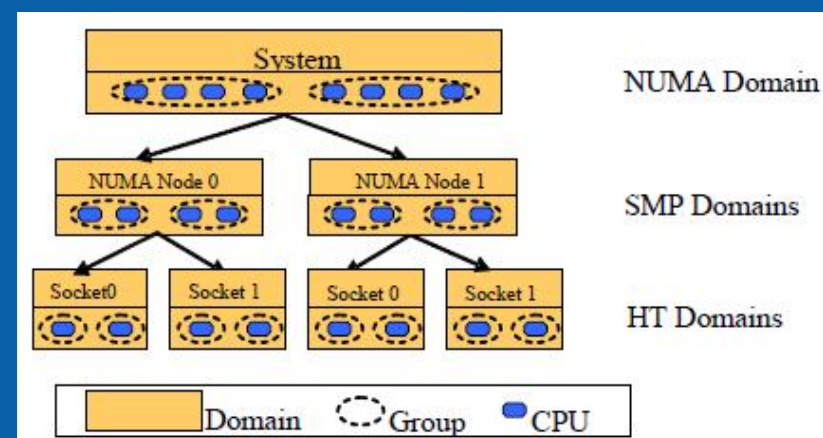 System
NUMA Domain
NUMA Node 0
NUMA Node 1
SMP Domains
Socket0
Socket 1
Socket 0
Socket 1
HT Domains
Domain
Group
CPU